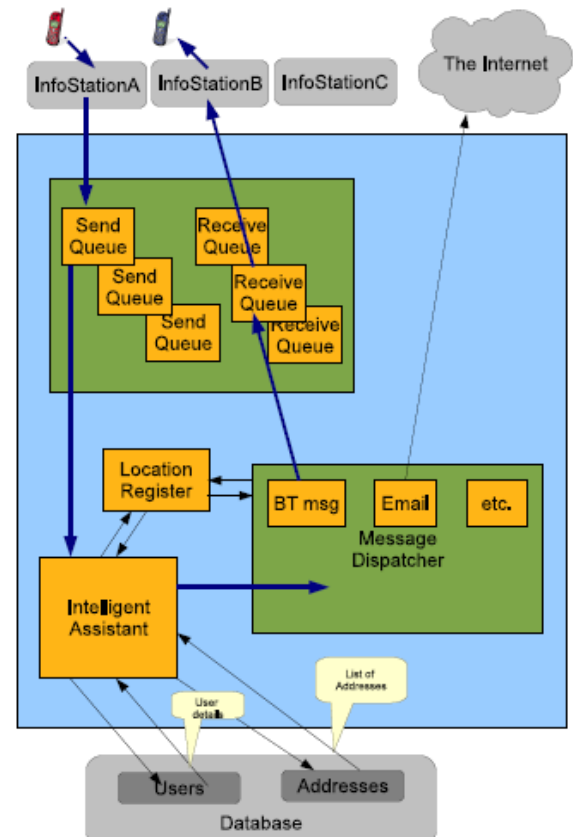 InfoStationA
InfoStationB
InfoStationC
The Internet
Send
Queue
Send
Queue
Send
Queue
Receive
Queue
Receive
Queue
Receive
Queue
Location
Register
BT msg
Email
etc.
Message
Dispatcher
Intelligent
Assistant
User
details
List of
Addresses
Users
Addresses
Database